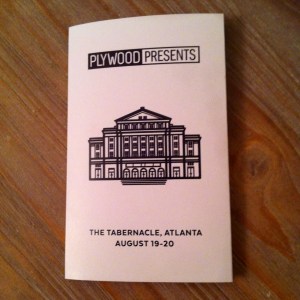 PLYWOOD PRESENTS
THE TABERNACLE, ATLANTA
AUGUST 19-20